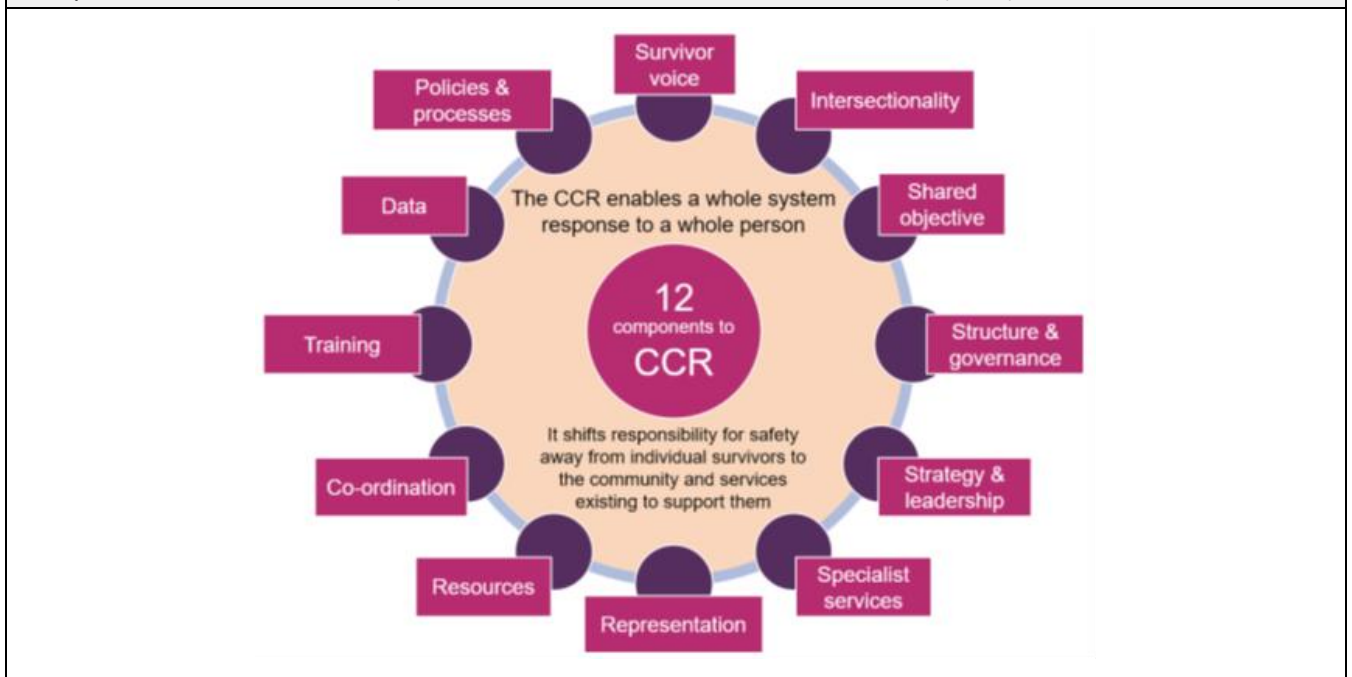 Survivor
voice
Intersectionality
Shared
objective
Structure &
governance
Strategy &
leadership
Specialist
services
Representation
Resources
Co-ordination
Training
Data
Policies &
processes
The CCR enables a whole system
response to a whole person
12
components to
CCR
It shifts responsibility for safety
away from individual survivors to
the community and services
existing to support them